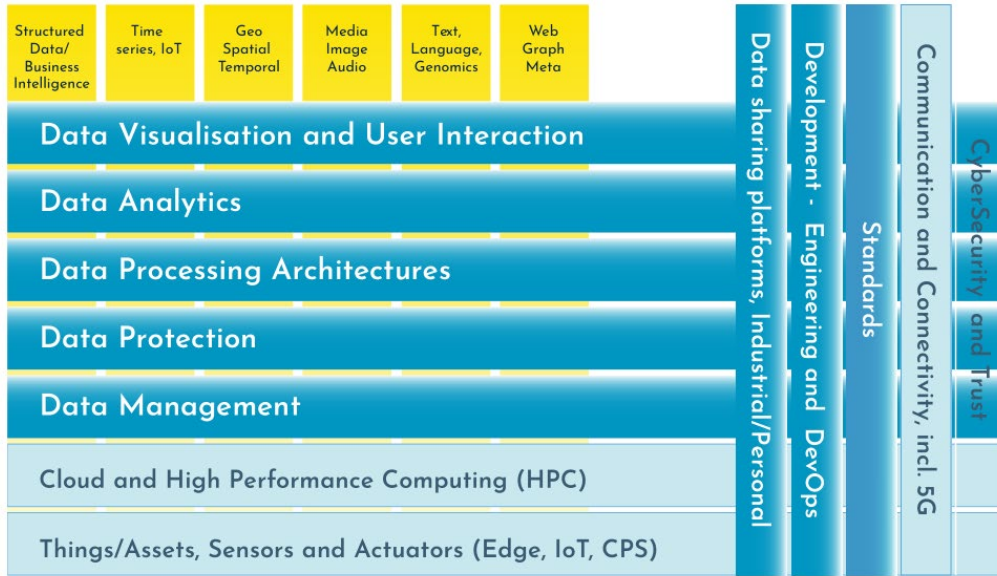 Structured
Data/
Business
Intelligence
Time
series, IoT
Geo
Spatial
Temporal
Media
Image
Audio
Text,
Language,
Genomics
Web
Graph
Meta
Data Visualisation and User Interaction
Data Analytics
Data Processing Architectures
Data Protection
Data Management
Cloud and High Performance Computing (HPC)
Things/Assets, Sensors and Actuators (Edge, IoT, CPS)
Data sharing platforms, Industrial/Personal
Development - Engineering and DevOps
Standards
Communication and Connectivity, incl. 5G
CyberSecurity and Trust